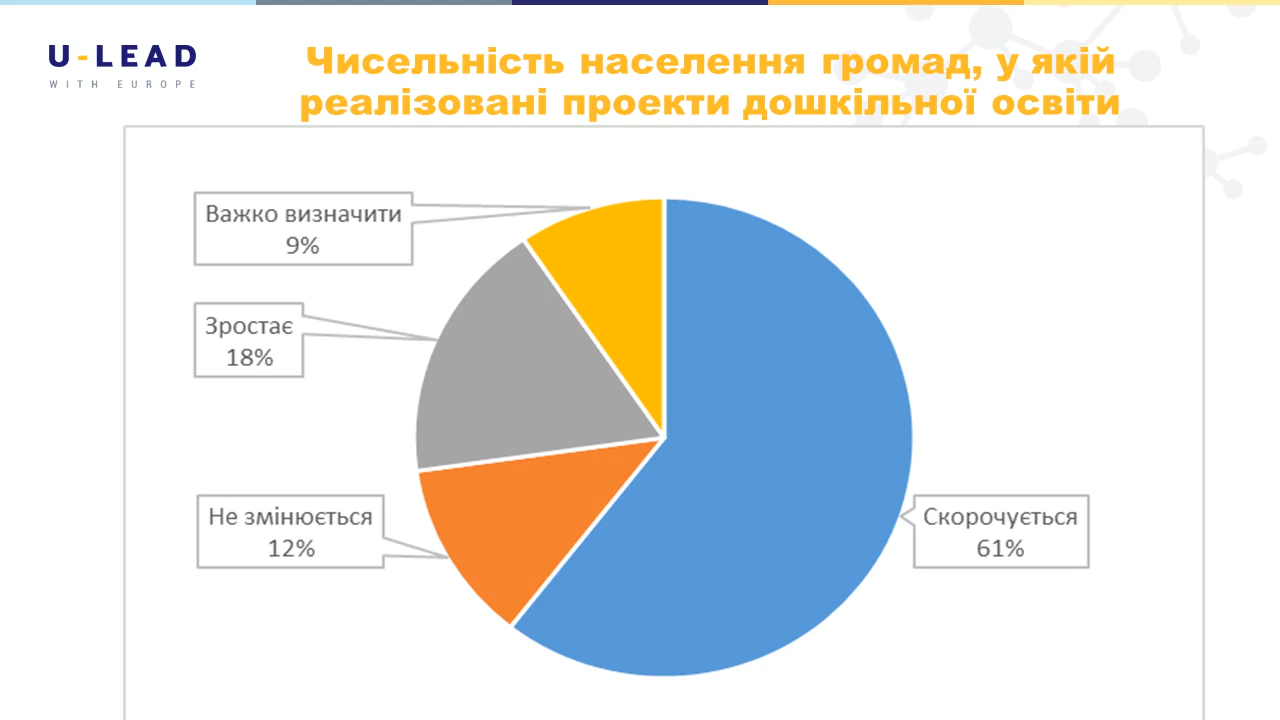 U-LEAD
WITH EUROPE
Чисельність населення громад, у якій
реалізовані проекти дошкільної освіти
Важко визначити
9%
Зростає
18%
Не змінюється
12%
Скорочується
61%